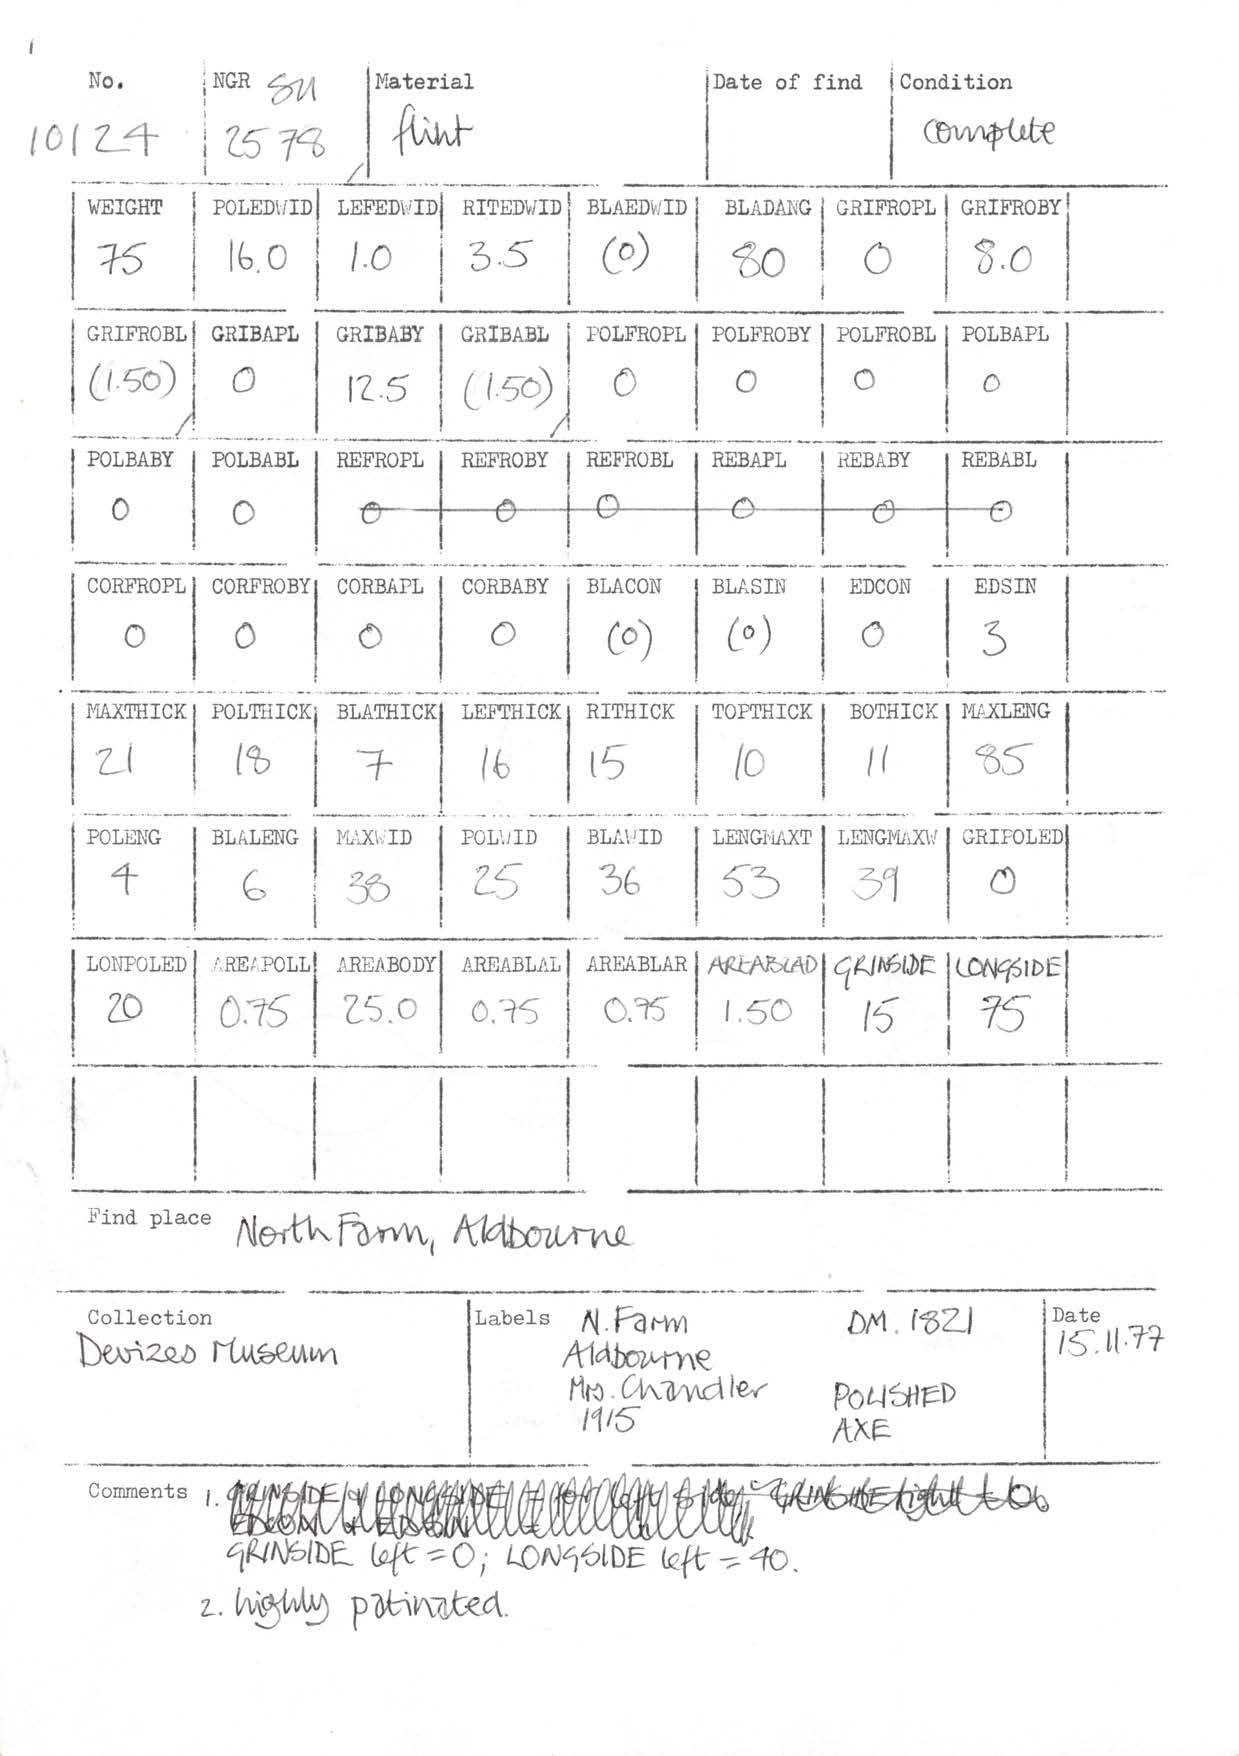 No. NGR SU Material Date of find Condition
10124 2578 flint complete
WEIGHT POLEDWID LEFEDWID RITEDWID BLAEDWID BLADANG GRIFROPL GRIFROBY
75 16.0 1.0 3.5 (0) 80 0 8.0
GRIFROBL GRIBAPL GRIBABY GRIBABL POLFROPL POLFROBY POLFROBL POLBAPL
(1.50) 0 12.5 (1.50) 0 0 0 0
POLBABY POLBABL REFROPL REFROBY REFROBL REBAPL REBABY REBABL
0 0 0 0 0 0 0 0
CORFROPL CORFROBY CORBAPL CORBABY BLACON BLASIN EDCON EDSIN
0 0 0 0 (0) (0) 0 3
MAXTHICK POLTHICK BLATHICK LEFTHICK RITHICK TOPTHICK BOTHICK MAXLENG
21 18 7 16 15 10 11 85
POLENG BLALENG MAXWID POLWID BLAWID LENGMAXT LENGMAXW GRIPOLED
4 6 38 25 36 53 39 0
LONPOLED AREAPOLL AREABODY AREABLAL AREABLAR AREABLAD GRINSIDE LONGSIDE
20 0.75 25.0 0.75 0.75 1.50 15 75
Find place North Farm, Aldbourne
Collection Labels N. Farm DM. 1821 Date
Devizes Museum Aldbourne 15.11.77
Mrs. Chandler POLISHED
1915 AXE
Comments 1. GRINSIDE & LONGSIDE
GRINSIDE left = 0; LONGSIDE left = 40.
2. highly patinated.